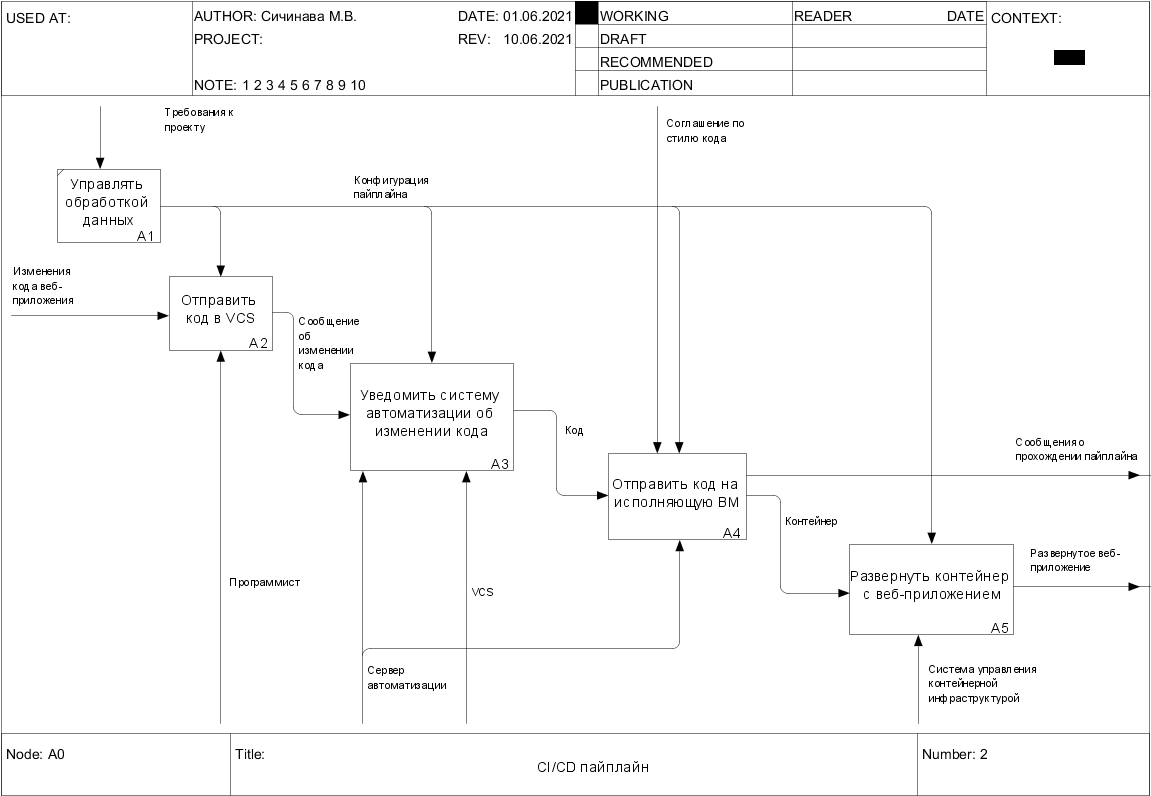 USED AT:
AUTHOR: Сичинава М.В.
DATE: 01.06.2021
PROJECT:
REV: 10.06.2021
NOTE: 1 2 3 4 5 6 7 8 9 10
WORKING
DRAFT
RECOMMENDED
PUBLICATION
READER
DATE
CONTEXT:
Требования к
проекту
Соглашение по
стилю кода
Управлять
обработкой
данных
A1
Конфигурация
пайплайна
Изменения
кода веб-
приложения
Отправить
код в VCS
A2
Сообщение
об
изменении
кода
Уведомить систему
автоматизации об
изменении кода
A3
Код
Сообщения о
прохождении пайплайна
Отправить код на
исполняющую ВМ
A4
Контейнер
Развернутое веб-
приложение
Развернуть контейнер
с веб-приложением
A5
Программист
VCS
Сервер
автоматизации
Система управления
контейнерной
инфраструктурой
Node: A0
Title:
CI/CD пайплайн
Number: 2